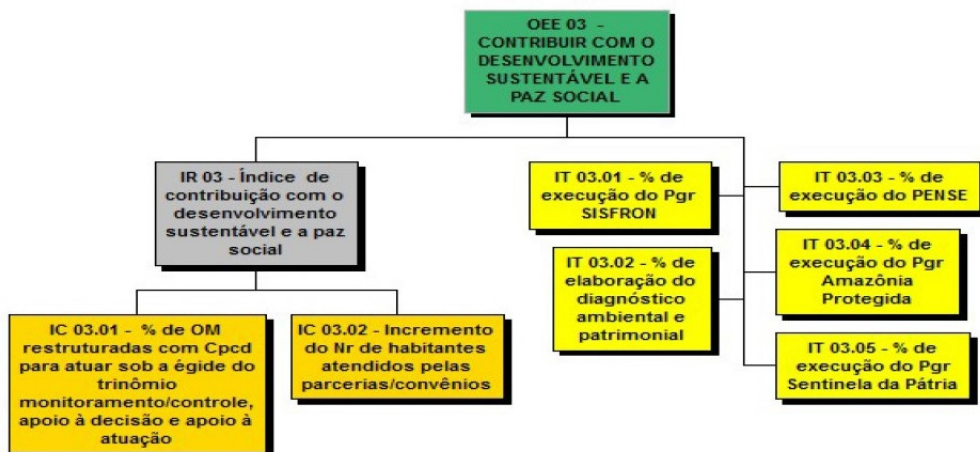 OEE 03 -
CONTRIBUIR COM O
DESENVOLVIMENTO
SUSTENTÁVEL E A
PAZ SOCIAL
IR 03 - Índice de
contribuição com o
desenvolvimento
sustentável e a paz
social
IC 03.01 - % de OM
restruturadas com Cpcd
para atuar sob a égide do
trinômio
monitoramento/controle,
apoio à decisão e apoio à
atuação
IC 03.02 - Incremento
do Nr de habitantes
atendidos pelas
parcerias/convênios
IT 03.01 - % de
execução do Pgr
SISFRON
IT 03.02 - % de
elaboração do
diagnóstico
ambiental e
patrimonial
IT 03.03 - % de
execução do PENSE
IT 03.04 - % de
execução do Pgr
Amazônia
Protegida
IT 03.05 - % de
execução do Pgr
Sentinela da Pátria